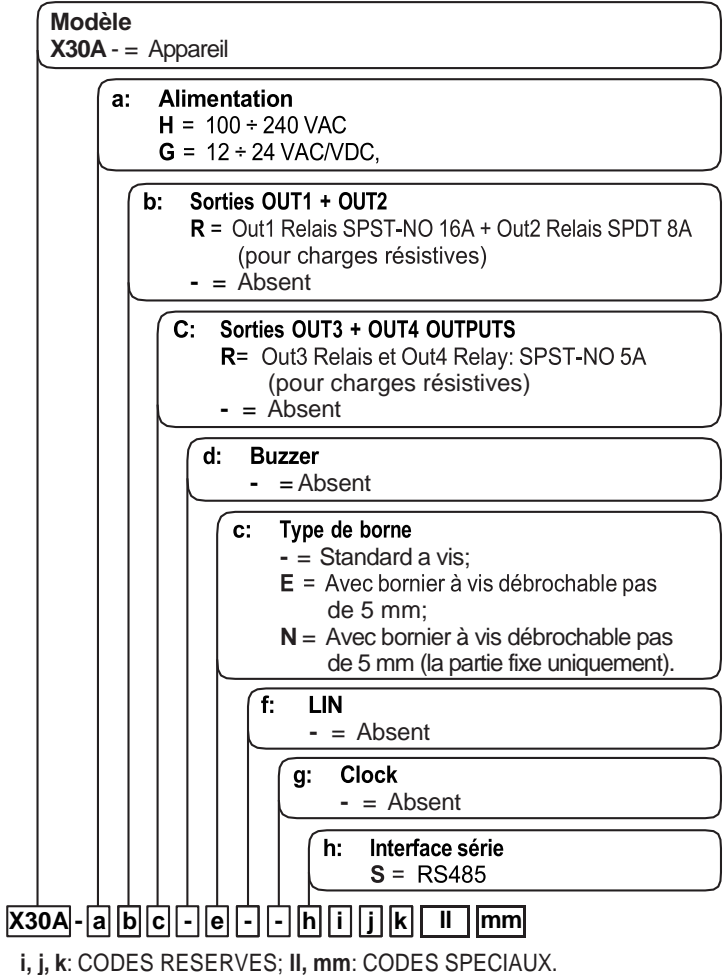 Modèle
X30A - = Appareil
a: Alimentation
H = 100 ÷ 240 VAC
G = 12 ÷ 24 VAC/VDC,
b: Sorties OUT1 + OUT2
R = Out1 Relais SPST-NO 16A + Out2 Relais SPDT 8A
(pour charges résistives)
- = Absent
C: Sorties OUT3 + OUT4 OUTPUTS
R= Out3 Relais et Out4 Relay: SPST-NO 5A
(pour charges résistives)
- = Absent
d: Buzzer
- = Absent
c: Type de borne
- = Standard a vis;
E = Avec bornier à vis débrochable pas
de 5 mm;
N = Avec bornier à vis débrochable pas
de 5 mm (la partie fixe uniquement).
f: LIN
- = Absent
g: Clock
- = Absent
h: Interface série
S = RS485
X30A - a b c - e - - h i j k ll mm
i, j, k: CODES RESERVES; ll, mm: CODES SPECIAUX.